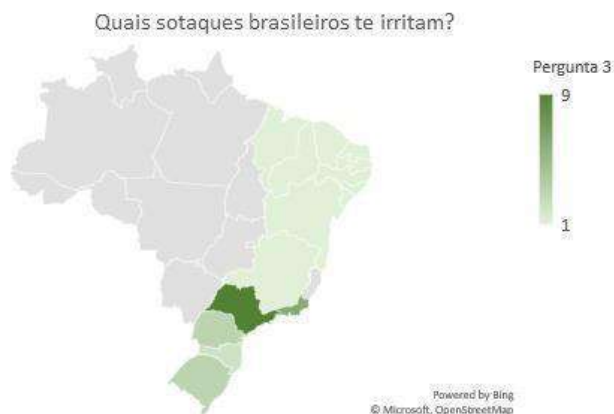 Quais sotaques brasileiros te irritam?
Pergunta 3
9
1
Powered by Bing
© Microsoft, OpenStreetMap